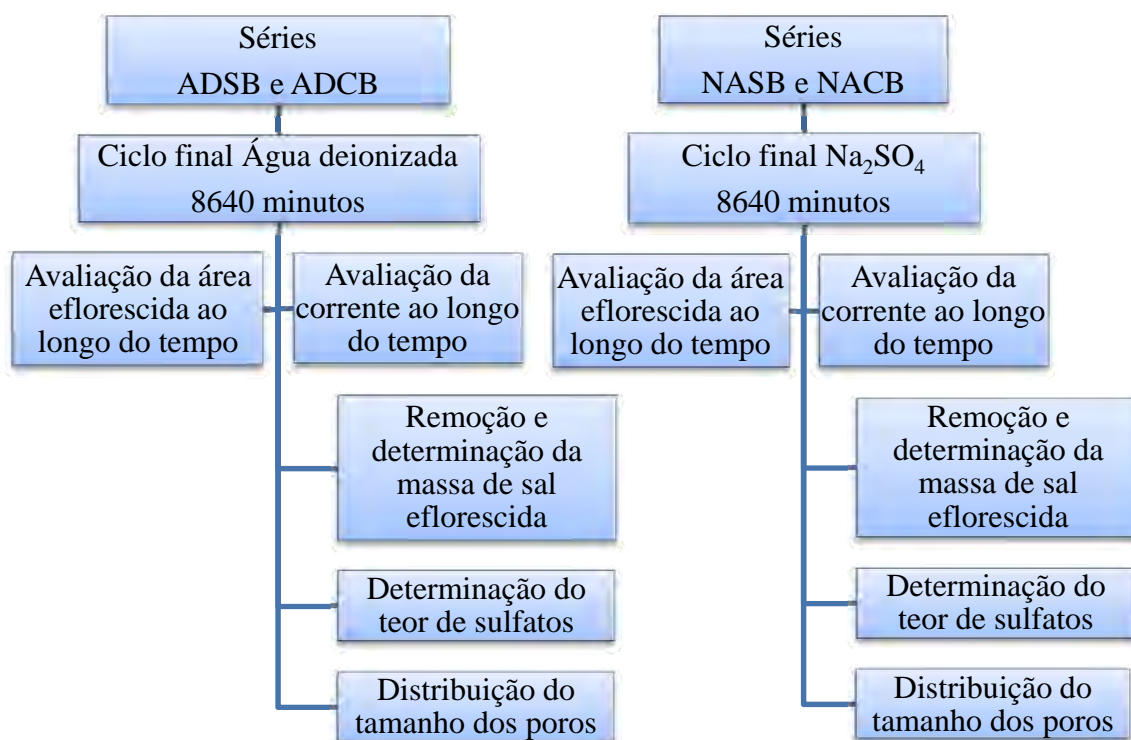 Séries
ADSB e ADCB
Ciclo final Água deionizada
8640 minutos
Avaliação da área
eflorescida ao
longo do tempo
Avaliação da
corrente ao longo
do tempo
Remoção e
determinação da
massa de sal
eflorescida
Determinação do
teor de sulfatos
Distribuição do
tamanho dos poros
Séries
NASB e NACB
Ciclo final Na₂SO₄
8640 minutos
Avaliação da área
eflorescida ao
longo do tempo
Avaliação da
corrente ao longo
do tempo
Remoção e
determinação da
massa de sal
eflorescida
Determinação do
teor de sulfatos
Distribuição do
tamanho dos poros